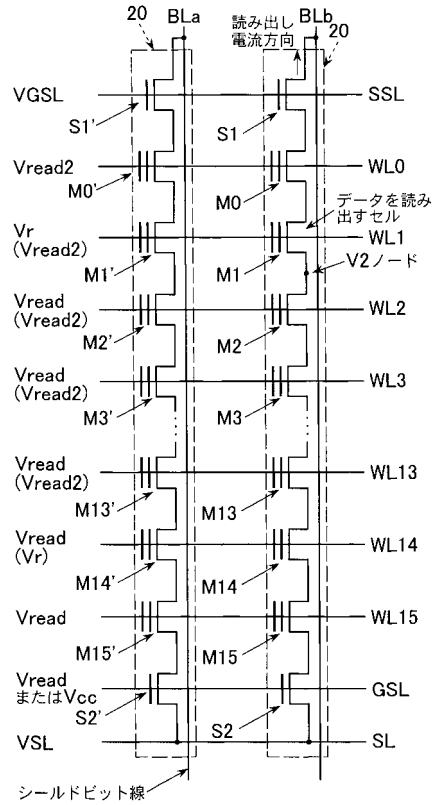 BLa
BLb
20
読み出し
電流方向
20
VGSL
S1'
S1
SSL
Vread2
M0'
M0
WL0
データを読み
出すセル
Vr
(Vread2)
M1'
M1
WL1
V2ノード
Vread
(Vread2)
M2'
M2
WL2
Vread
(Vread2)
M3'
M3
WL3
Vread
(Vread2)
M13'
M13
WL13
Vread
(Vr)
M14'
M14
WL14
Vread
M15'
M15
WL15
Vread
またはVcc
S2'
S2
GSL
VSL
SL
シールドビット線